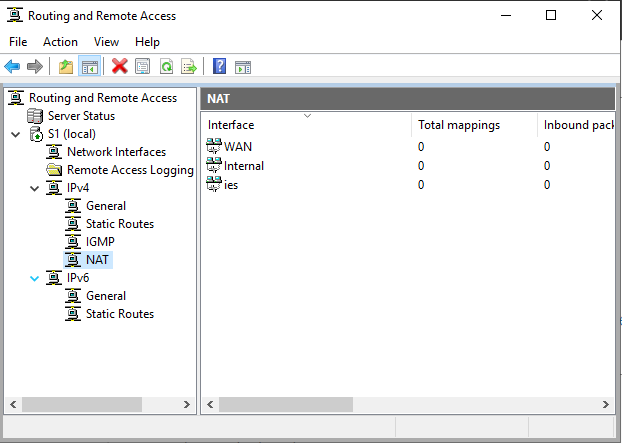 Routing and Remote Access
File Action View Help
Routing and Remote Access
Server Status
S1 (local)
Network Interfaces
Remote Access Logging
IPv4
General
Static Routes
IGMP
NAT
IPv6
General
Static Routes
NAT
Interface Total mappings Inbound pack
WAN 0 0
Internal 0 0
ies 0 0